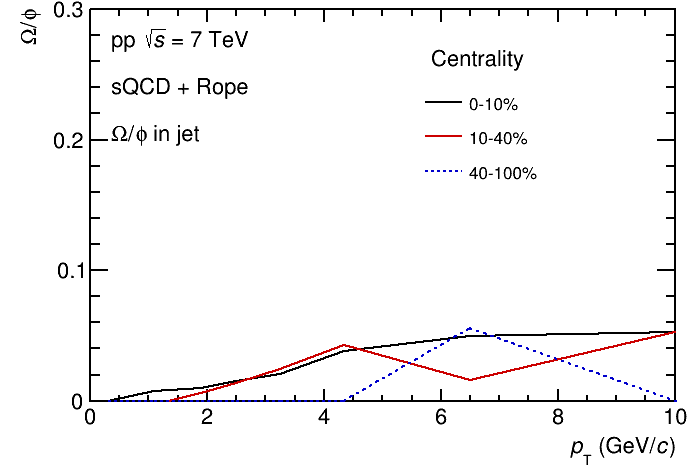 0.3
0.2
0.1
0
Ω/ϕ
pp √s = 7 TeV
sQCD + Rope
Ω/ϕ in jet
Centrality
0-10%
10-40%
40-100%
0 2 4 6 8 10
pT (GeV/c)